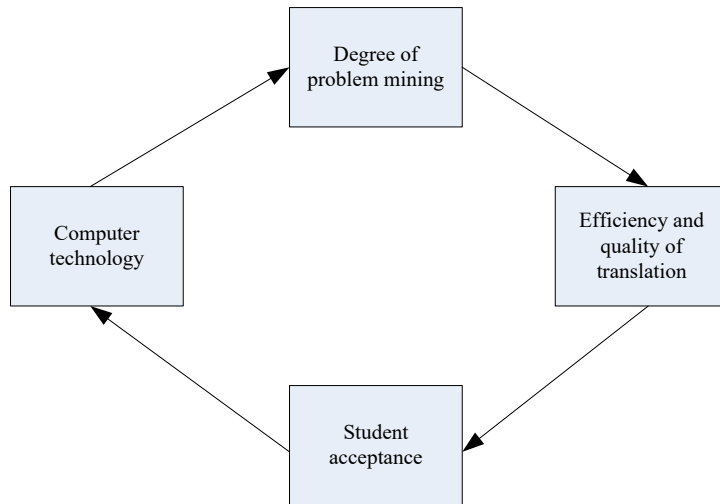 Degree of
problem mining
Computer
technology
Efficiency and
quality of
translation
Student
acceptance